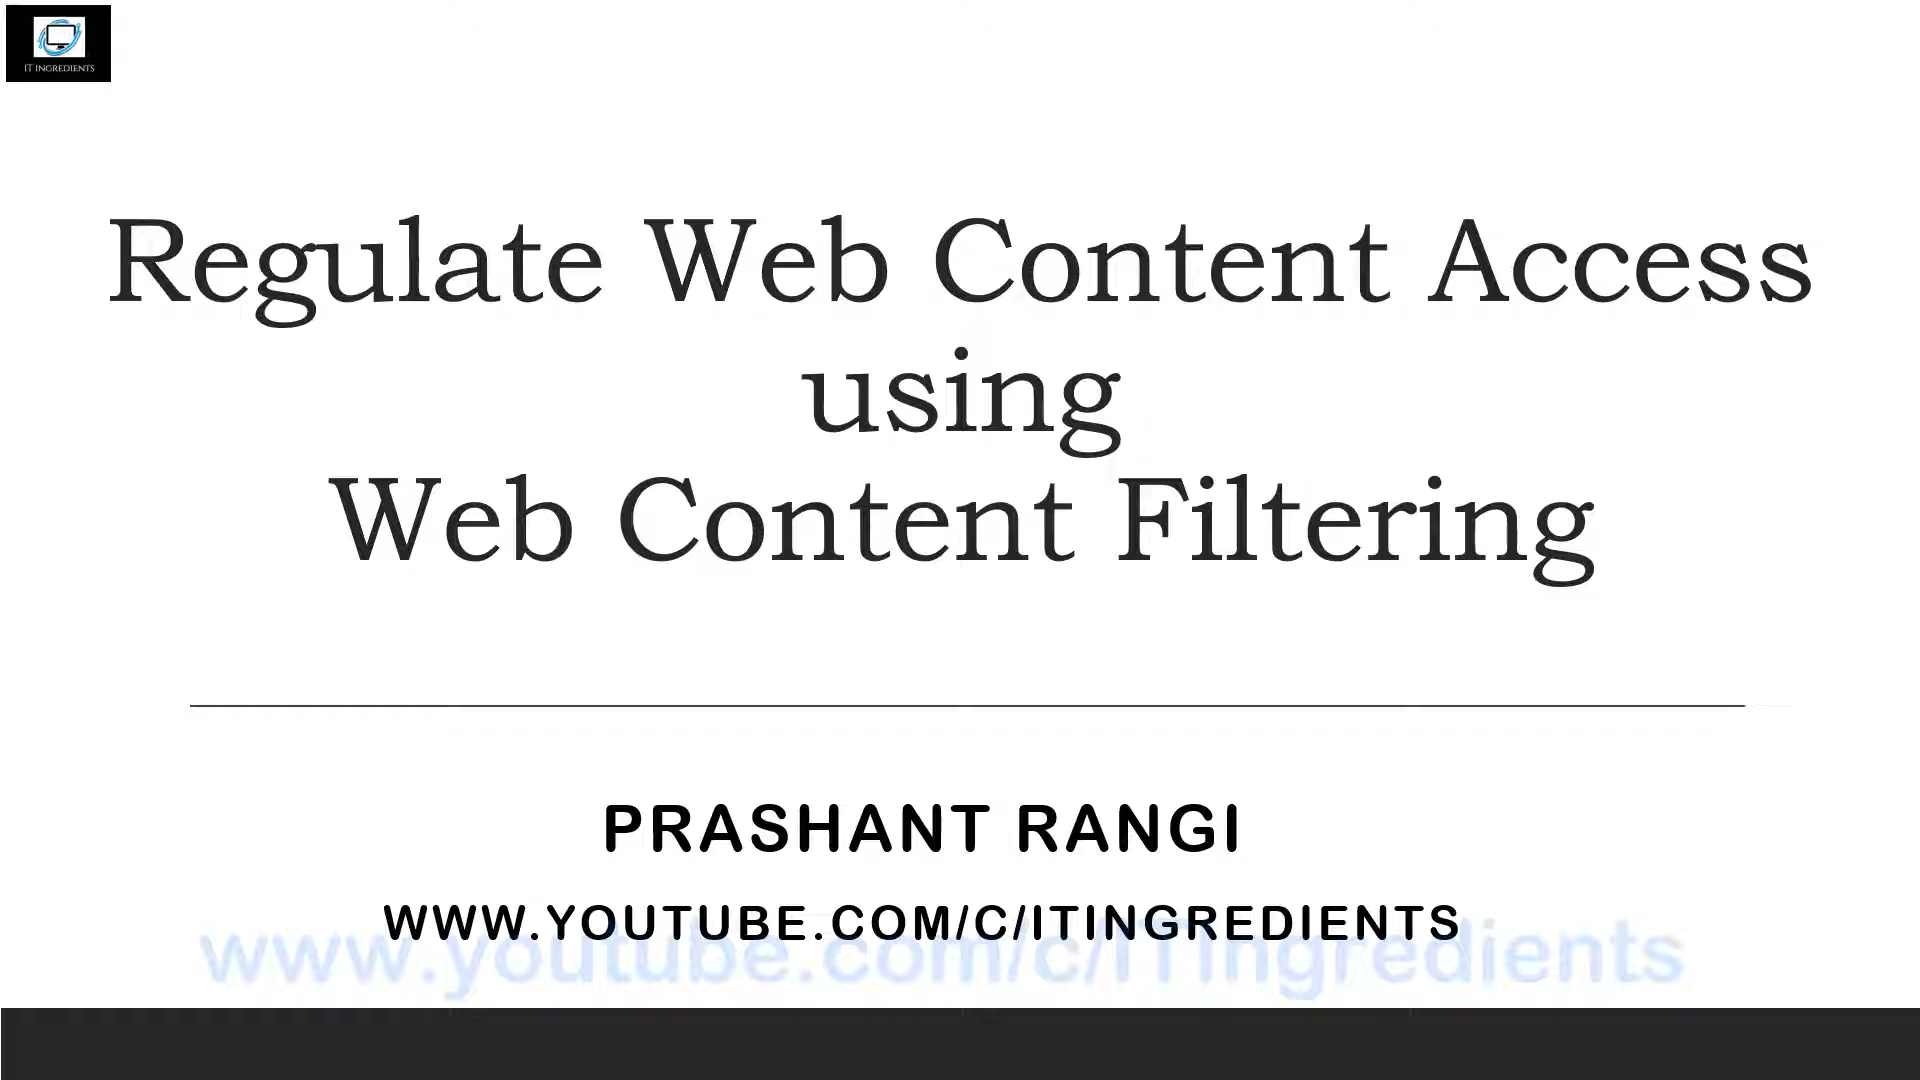 IT INGREDIENTS
Regulate Web Content Access
using
Web Content Filtering
PRASHANT RANGI
WWW.YOUTUBE.COM/C/ITINGREDIENTS
www.youtube.com/c/ITingredients